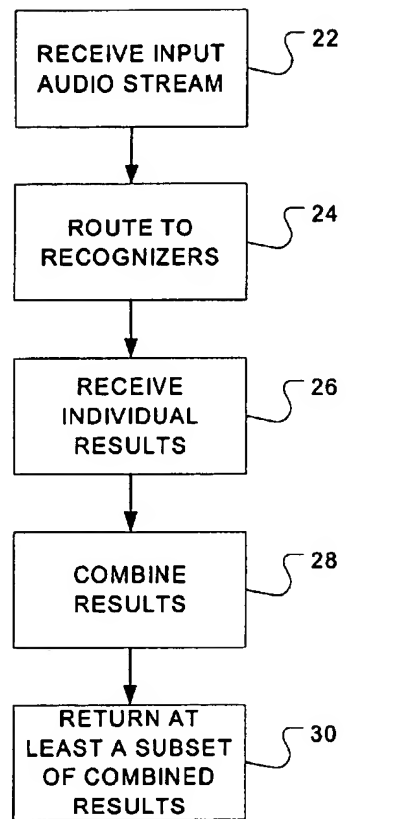 RECEIVE INPUT
AUDIO STREAM
22
ROUTE TO
RECOGNIZERS
24
RECEIVE
INDIVIDUAL
RESULTS
26
COMBINE
RESULTS
28
RETURN AT
LEAST A SUBSET
OF COMBINED
RESULTS
30